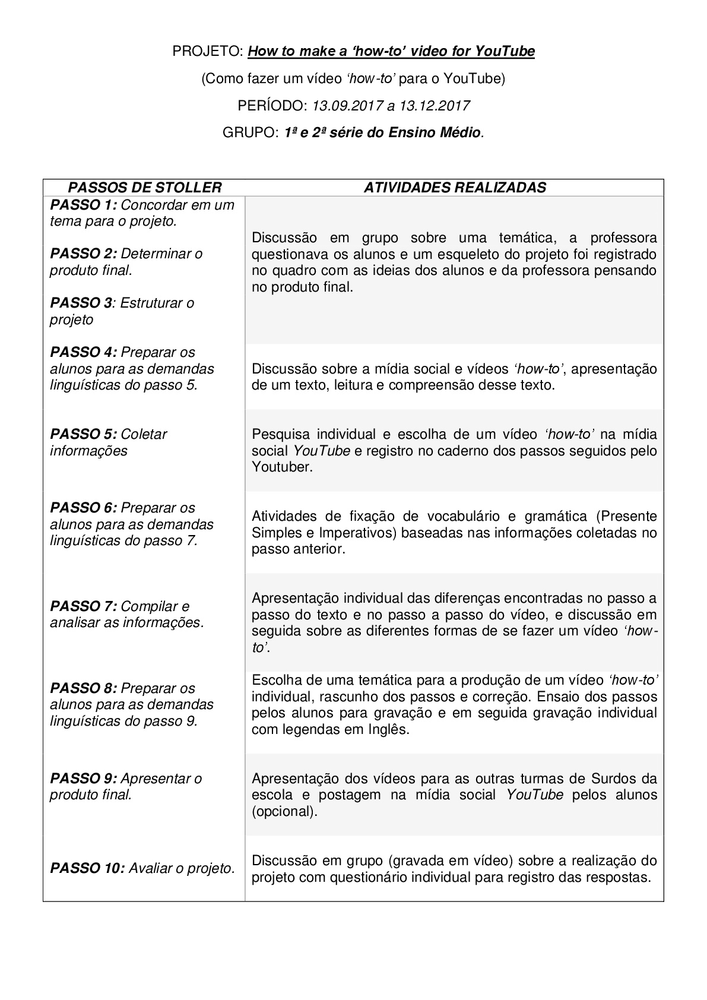 PROJETO: How to make a ‘how-to’ video for YouTube
(Como fazer um vídeo ‘how-to’ para o YouTube)
PERÍODO: 13.09.2017 a 13.12.2017
GRUPO: 1ª e 2ª série do Ensino Médio.
PASSOS DE STOLLER ATIVIDADES REALIZADAS
PASSO 1: Concordar em um
tema para o projeto.
PASSO 2: Determinar o
produto final.
PASSO 3: Estruturar o
projeto
Discussão em grupo sobre uma temática, a professora
questionava os alunos e um esqueleto do projeto foi registrado
no quadro com as ideias dos alunos e da professora pensando
no produto final.
PASSO 4: Preparar os
alunos para as demandas
linguísticas do passo 5.
Discussão sobre a mídia social e vídeos ‘how-to’, apresentação
de um texto, leitura e compreensão desse texto.
PASSO 5: Coletar
informações
Pesquisa individual e escolha de um vídeo ‘how-to’ na mídia
social YouTube e registro no caderno dos passos seguidos pelo
Youtuber.
PASSO 6: Preparar os
alunos para as demandas
linguísticas do passo 7.
Atividades de fixação de vocabulário e gramática (Presente
Simples e Imperativos) baseadas nas informações coletadas no
passo anterior.
PASSO 7: Compilar e
analisar as informações.
Apresentação individual das diferenças encontradas no passo a
passo do texto e no passo a passo do vídeo, e discussão em
seguida sobre as diferentes formas de se fazer um vídeo ‘how-
to’.
PASSO 8: Preparar os
alunos para as demandas
linguísticas do passo 9.
Escolha de uma temática para a produção de um vídeo ‘how-to’
individual, rascunho dos passos e correção. Ensaio dos passos
pelos alunos para gravação e em seguida gravação individual
com legendas em Inglês.
PASSO 9: Apresentar o
produto final.
Apresentação dos vídeos para as outras turmas de Surdos da
escola e postagem na mídia social YouTube pelos alunos
(opcional).
PASSO 10: Avaliar o projeto.
Discussão em grupo (gravada em vídeo) sobre a realização do
projeto com questionário individual para registro das respostas.